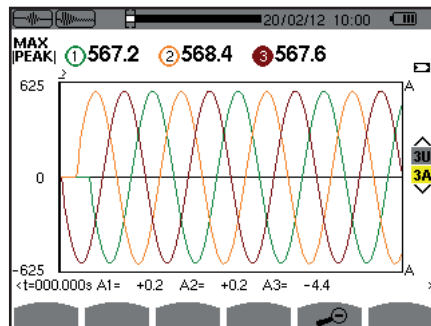 20/02/12 10:00
MAX
|PEAK| 1 567.2 2 568.4 3 567.6
625 A
0
3U
3A
-625 A
<t=000.000s A1= +0.2 A2= +0.2 A3= -4.4 >